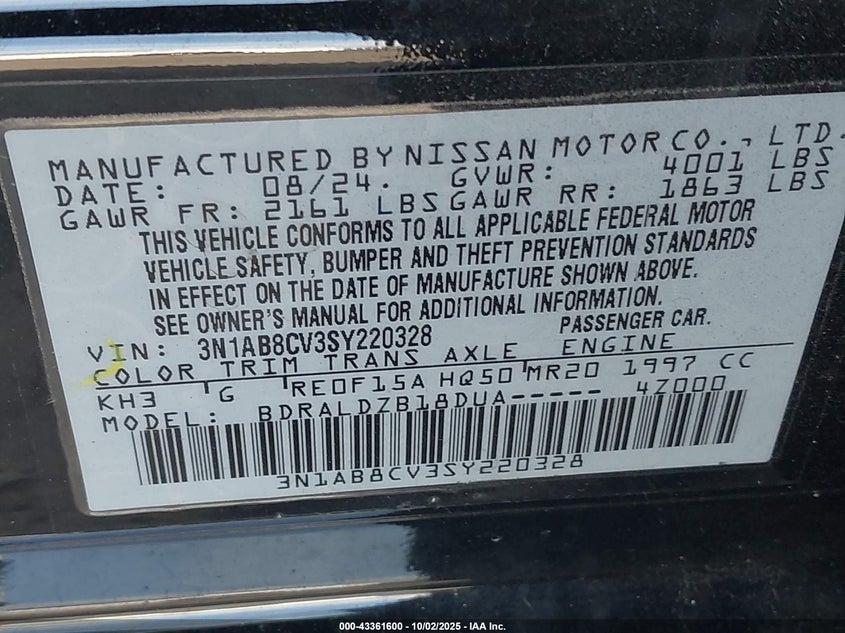 MANUFACTURED BY NISSAN MOTOR CO., LTD.
DATE: 08/24. GVWR: 4001 LBS
GAWR FR: 2161 LBS GAWR RR: 1863 LBS
THIS VEHICLE CONFORMS TO ALL APPLICABLE FEDERAL MOTOR
VEHICLE SAFETY, BUMPER AND THEFT PREVENTION STANDARDS
IN EFFECT ON THE DATE OF MANUFACTURE SHOWN ABOVE.
SEE OWNER'S MANUAL FOR ADDITIONAL INFORMATION.
VIN: 3N1AB8CV3SY220328 PASSENGER CAR.
COLOR TRIM TRANS AXLE ENGINE
KH3 G RE0F15A HQ50 MR20 1997 CC
MODEL: BDRALDZB18DUA----- 4Z000
3N1AB8CV3SY220328
000-43361600 - 10/02/2025 - IAA Inc.